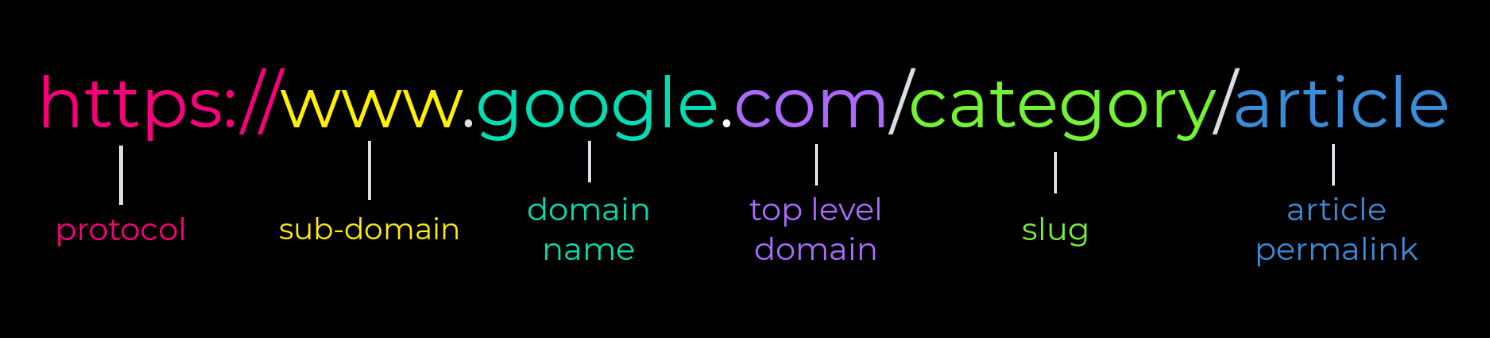 https://www.google.com/category/article
protocol
sub-domain
domain
name
top level
domain
slug
article
permalink